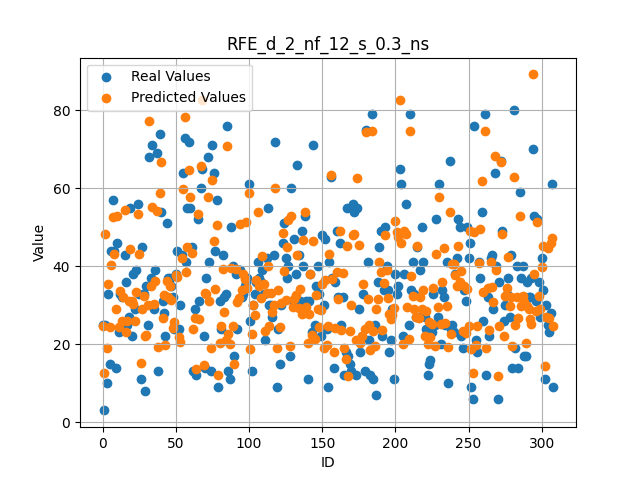 RFE_d_2_nf_12_s_0.3_ns
Real Values
Predicted Values
80
60
40
20
0
Value
0 50 100 150 200 250 300
ID